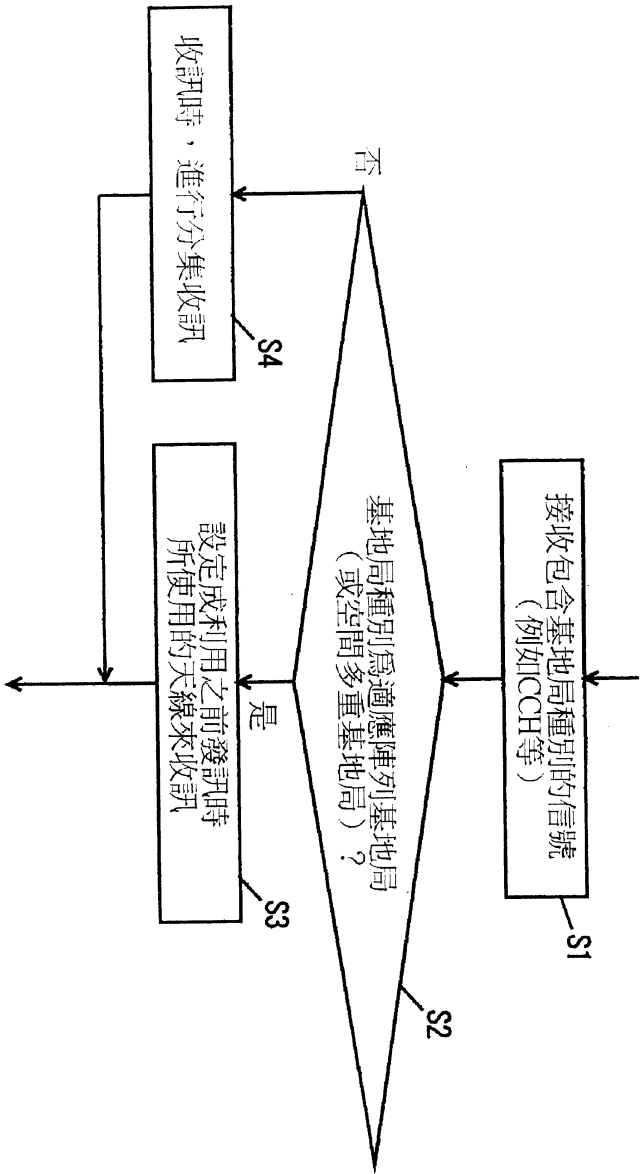 接收包含基地局種別的信號
（例如CCH等）
S1
基地局種別爲適應陣列基地局
（或空間多重基地局）？
S2
是
否
設定成利用之前發訊時
所使用的天線來收訊
S3
收訊時，進行分集收訊
S4